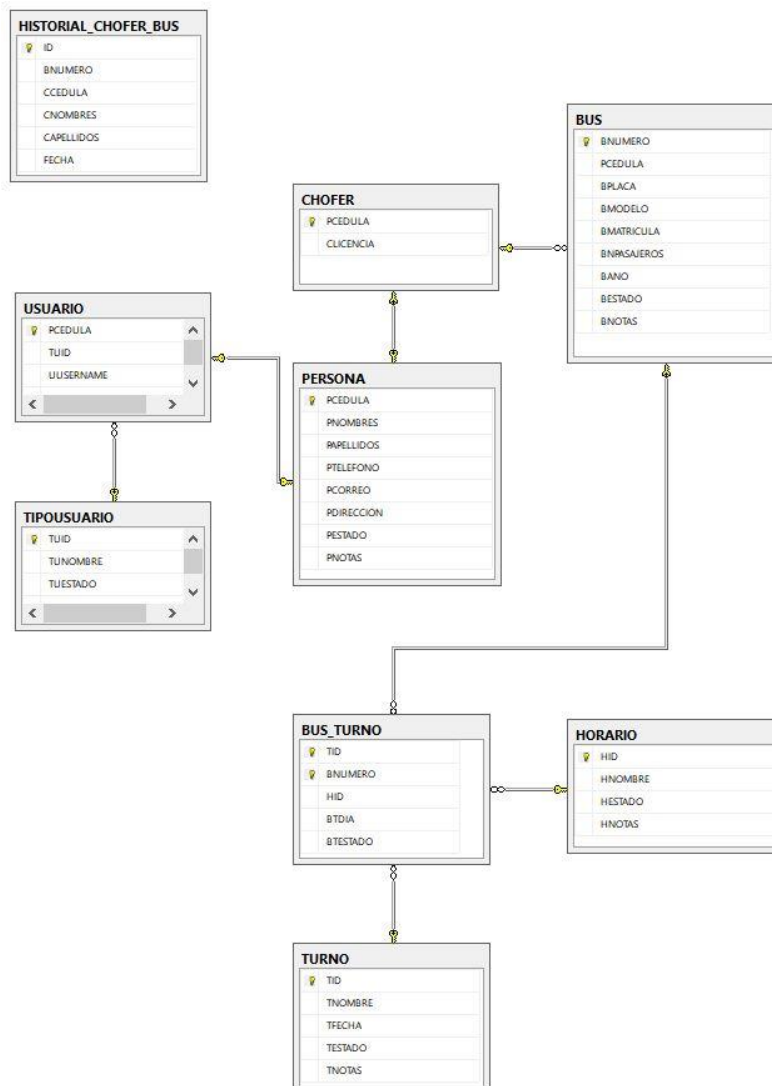 HISTORIAL_CHOFER_BUS
ID
BNUMERO
CCEDULA
CNOMBRES
CAPELLIDOS
FECHA
BUS
BNUMERO
PCEDULA
BPLACA
BMODELO
BMATRICULA
BNPASAJEROS
BANO
BESTADO
BNOTAS
CHOFER
PCEDULA
CLICENCIA
USUARIO
PCEDULA
TUID
UUSERNAME
PERSONA
PCEDULA
PNOMBRES
PAPELLIDOS
PTELEFONO
PCORREO
PDIRECCION
PESTADO
PNOTAS
TIPOUSUARIO
TUID
TUNOMBRE
TUESTADO
BUS_TURNO
TID
BNUMERO
HID
BTDIA
BTESTADO
HORARIO
HID
HNOMBRE
HESTADO
HNOTAS
TURNO
TID
TNOMBRE
TFECHA
TESTADO
TNOTAS